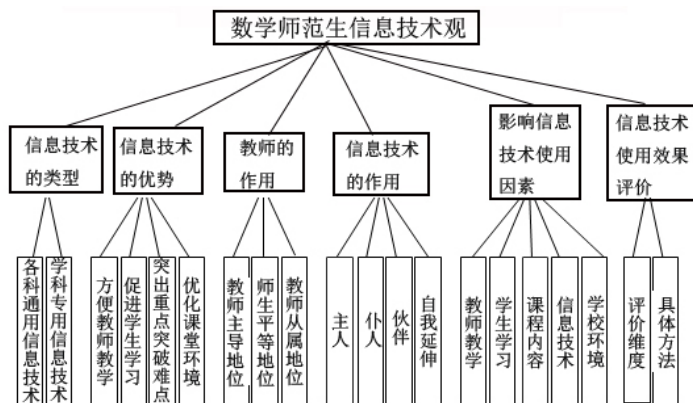 数学师范生信息技术观
信息技术
的类型
信息技术
的优势
教师的
作用
信息技术
的作用
影响信息
技术使用
因素
信息技术
使用效果
评价
各科通用信息技术
学科专用信息技术
方便教师教学
促进学生学习
突出重点突破难点
优化课堂环境
教师主导地位
师生平等地位
教师从属地位
主人
仆人
伙伴
自我延伸
教师教学
学生学习
课程内容
信息技术
学校环境
评价维度
具体方法